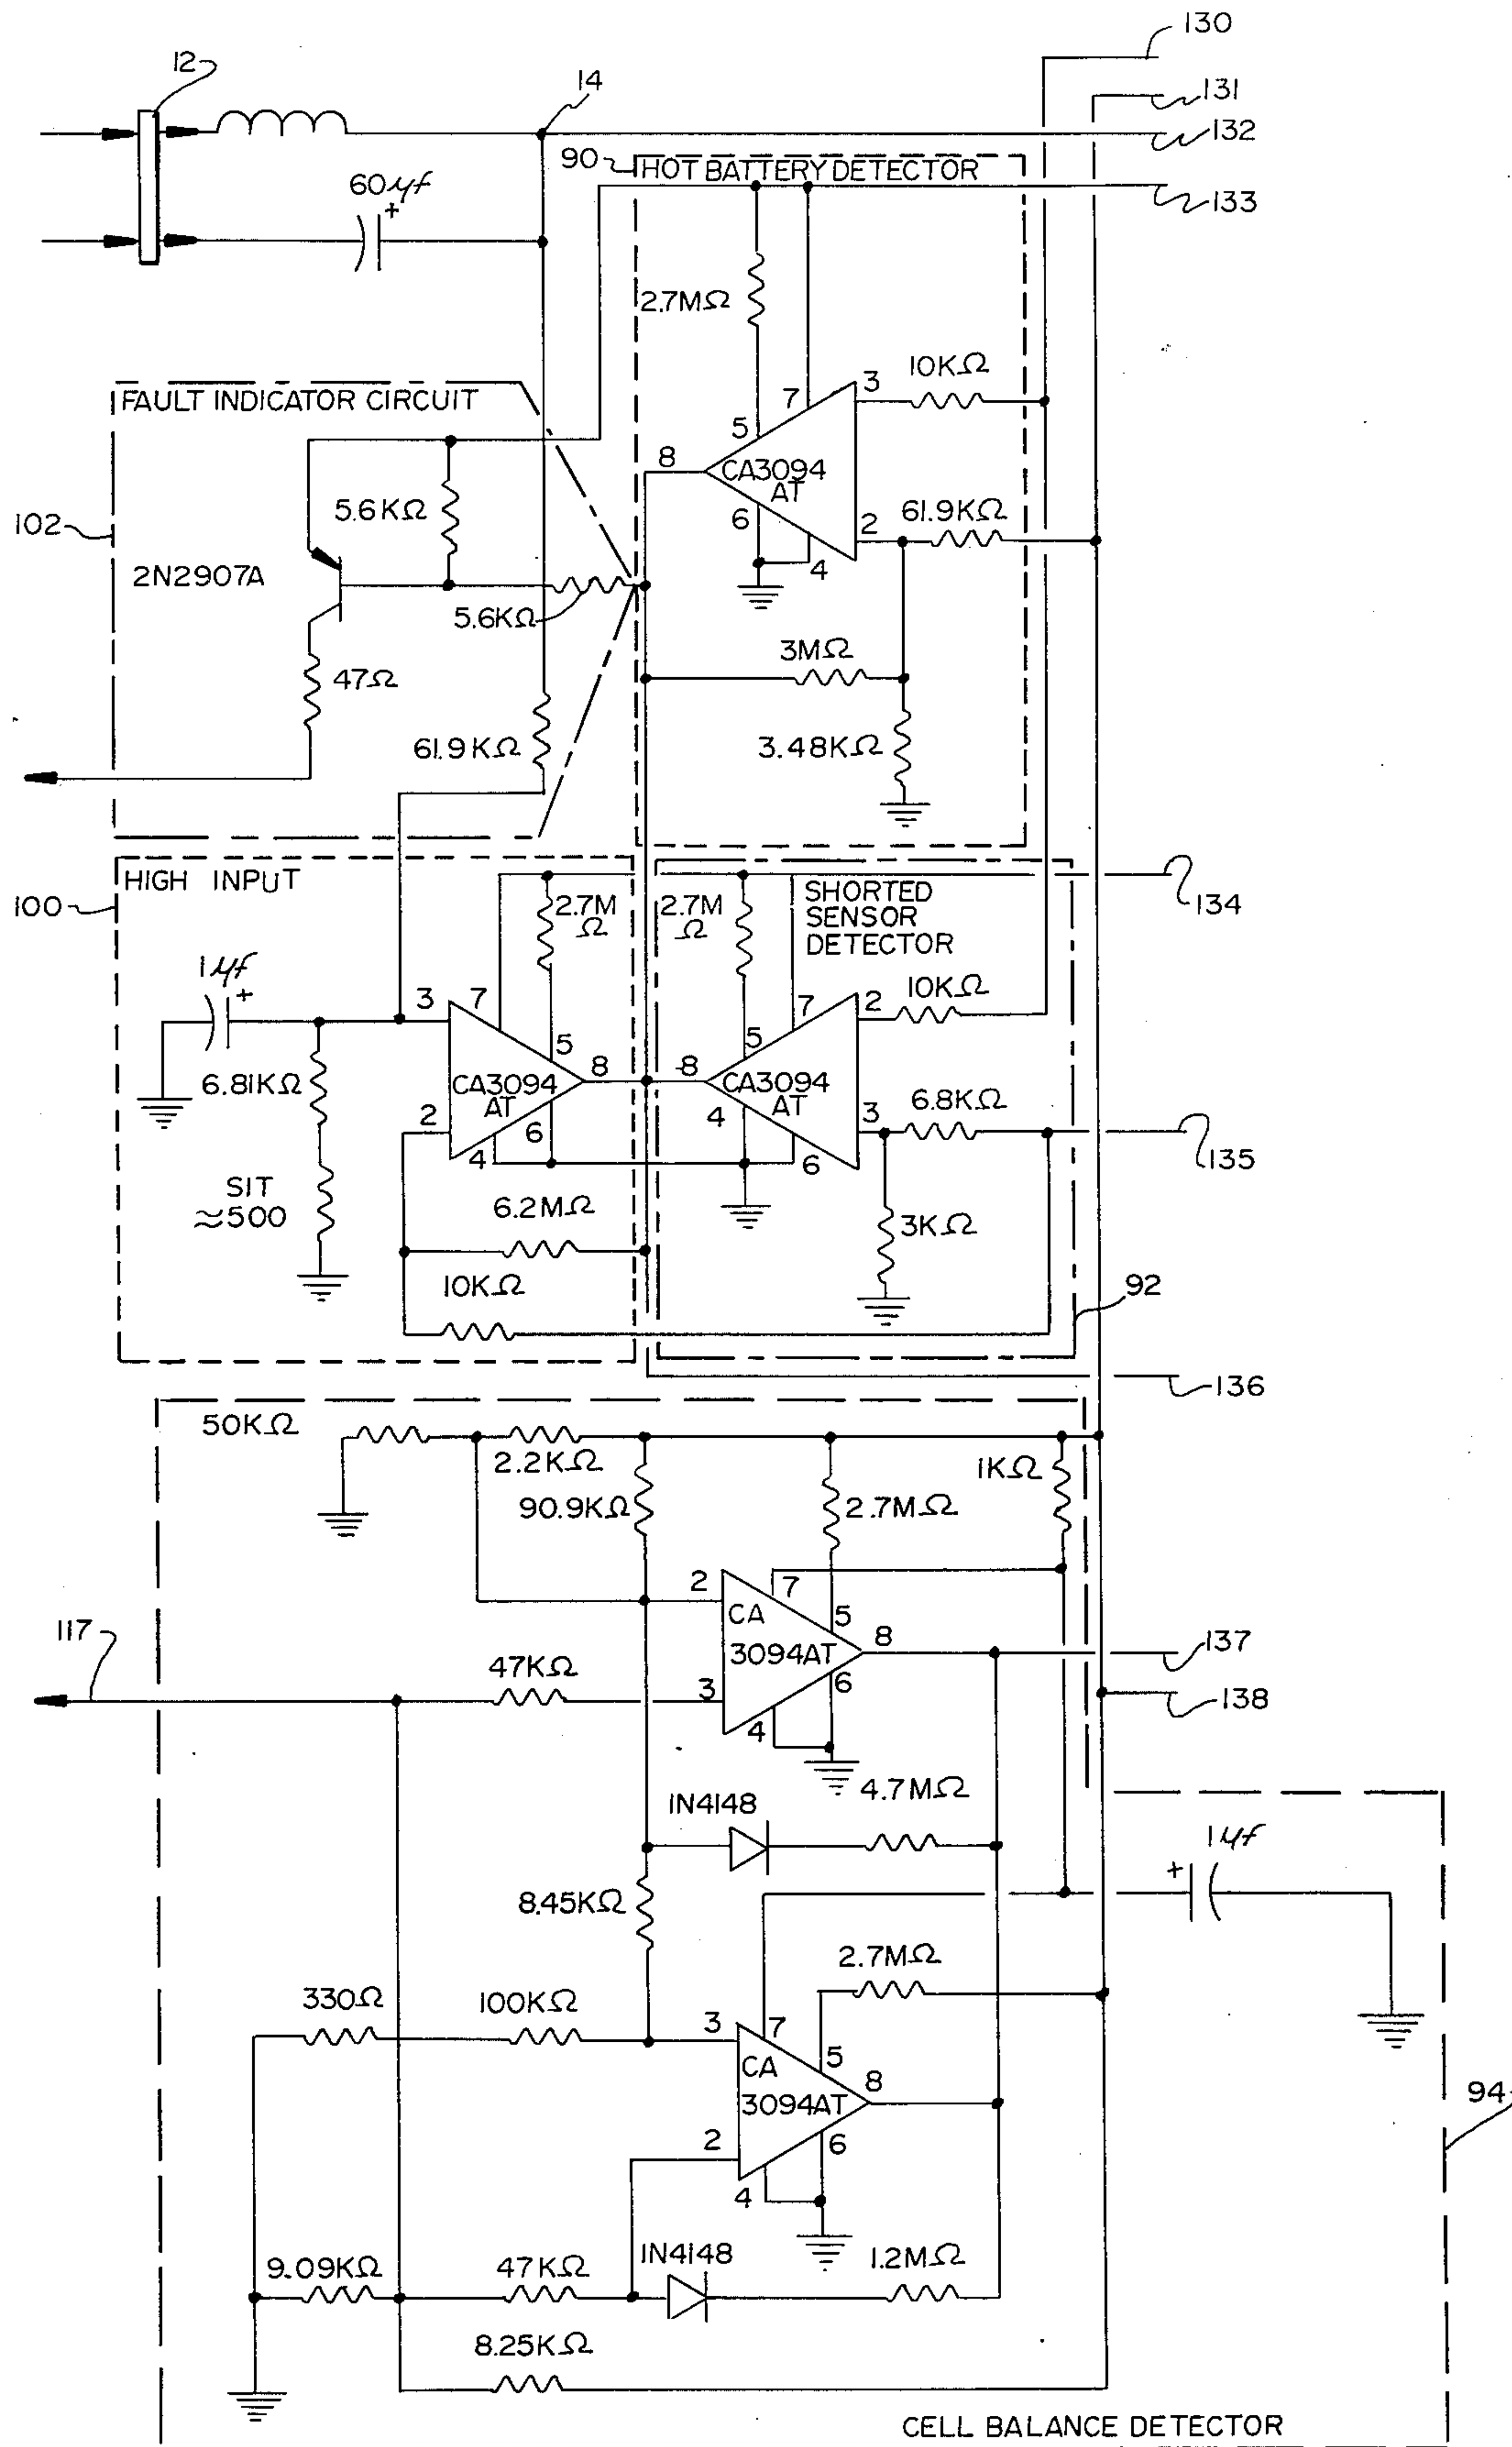 130
12
14
131
132
90
HOT BATTERY DETECTOR
60μf
+
133
2.7MΩ
10KΩ
3
7
FAULT INDICATOR CIRCUIT
5
8
CA3094
AT
5.6KΩ
61.9KΩ
102
6
2
4
2N2907A
5.6KΩ
3MΩ
47Ω
61.9KΩ
3.48KΩ
HIGH INPUT
100
2.7M
Ω
2.7M
Ω
SHORTED
SENSOR
DETECTOR
134
1μf
+
3
7
10KΩ
2
7
5
5
8
8
6.81KΩ
CA3094
AT
CA3094
AT
6.8KΩ
2
6
4
3
4
6
135
SIT
≈500
6.2MΩ
3KΩ
10KΩ
92
136
50KΩ
2.2KΩ
1KΩ
90.9KΩ
2.7MΩ
2
7
CA
5
117
8
3094AT
137
47KΩ
3
6
138
4
4.7MΩ
1N4148
1μf
+
8.45KΩ
2.7MΩ
330Ω
100KΩ
3
7
CA
5
8
3094AT
94
2
6
4
9.09KΩ
47KΩ
1N4148
1.2MΩ
8.25KΩ
CELL BALANCE DETECTOR